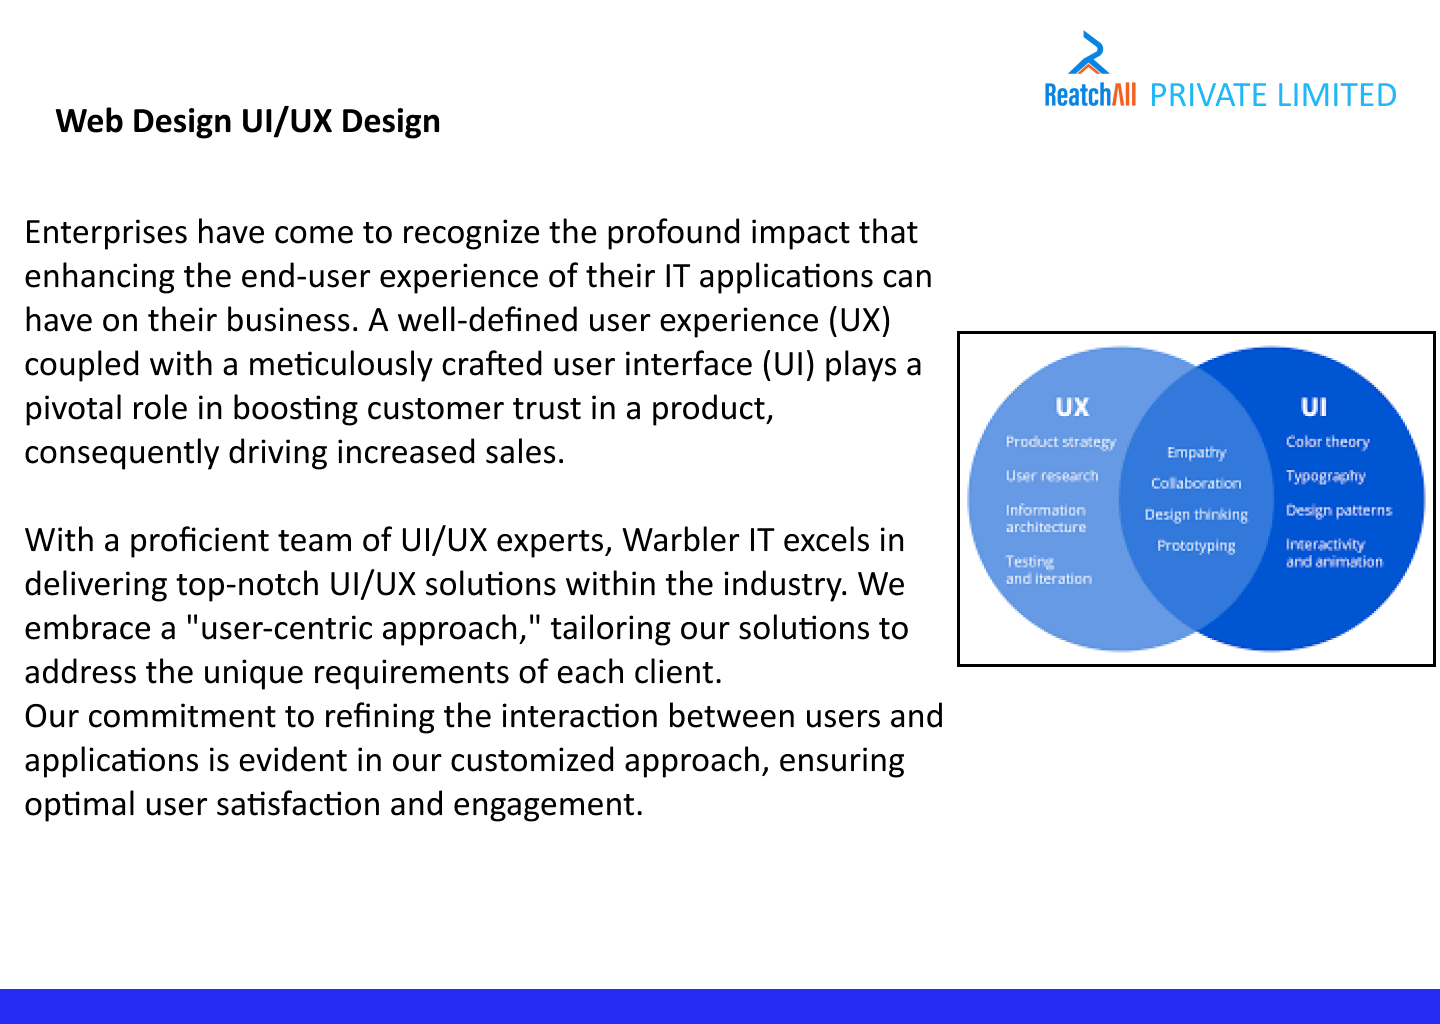 ReatchAll PRIVATE LIMITED
Web Design UI/UX Design
Enterprises have come to recognize the profound impact that
enhancing the end-user experience of their IT applications can
have on their business. A well-defined user experience (UX)
coupled with a meticulously crafted user interface (UI) plays a
pivotal role in boosting customer trust in a product,
consequently driving increased sales.
With a proficient team of UI/UX experts, Warbler IT excels in
delivering top-notch UI/UX solutions within the industry. We
embrace a "user-centric approach," tailoring our solutions to
address the unique requirements of each client.
Our commitment to refining the interaction between users and
applications is evident in our customized approach, ensuring
optimal user satisfaction and engagement.
UX
Product strategy
User research
Information
architecture
Testing
and iteration
Empathy
Collaboration
Design thinking
Prototyping
UI
Color theory
Typography
Design patterns
Interactivity
and animation